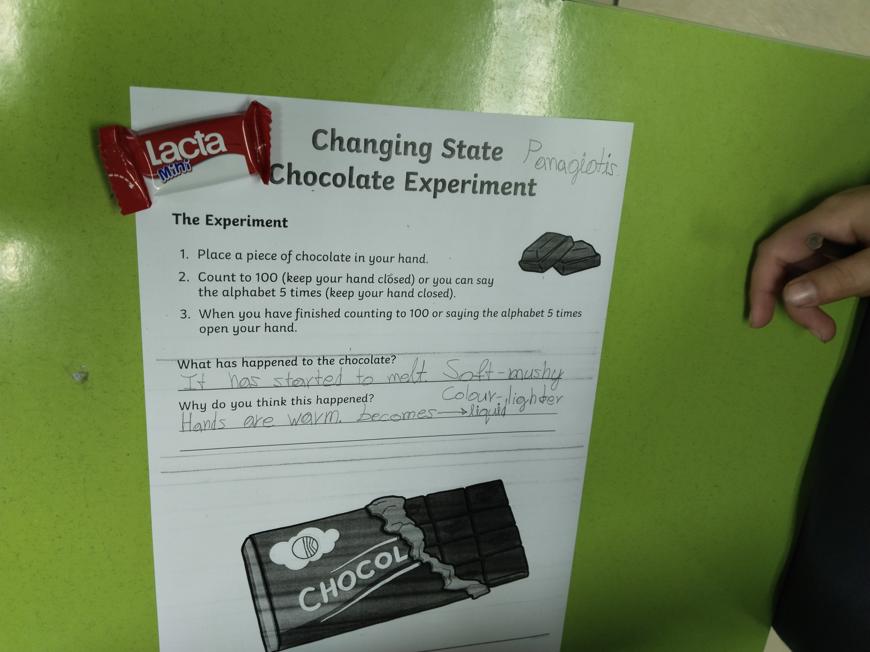 Lacta
Mini
Changing State
Panagiotis
Chocolate Experiment
The Experiment
1. Place a piece of chocolate in your hand.
2. Count to 100 (keep your hand closed) or you can say
the alphabet 5 times (keep your hand closed).
3. When you have finished counting to 100 or saying the alphabet 5 times
open your hand.
What has happened to the chocolate?
It has started to melt. Soft-mushy
Colour-lighter
Why do you think this happened?
Hands are warm. becomes → liquid
CHOCOL